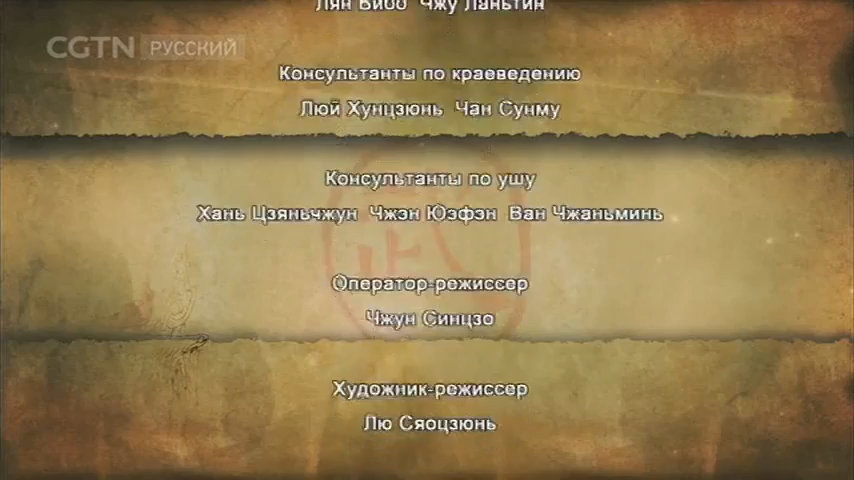 Лян Вибо Чжу Ланьтин
CGTN РУССКИЙ
Консультанты по краеведению
Люй Хунцзюнь Чан Сунму
Консультанты по ушу
Хань Цзяньчжун Чжэн Юэфэн Ван Чжаньминь
Оператор-режиссер
Чжун Синцзо
Художник-режиссер
Лю Сяоцзюнь